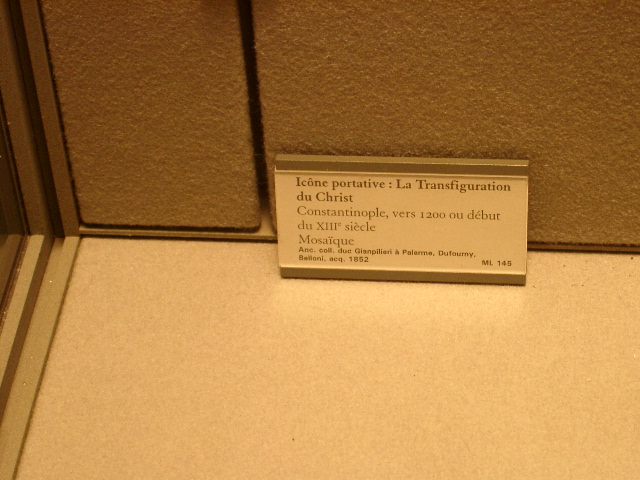 Icône portative : La Transfiguration
du Christ
Constantinople, vers 1200 ou début
du XIIIᵉ siècle
Mosaïque
Anc. coll. duc Gianpilieri à Palerme, Dufourny,
Belloni, acq. 1852
ML 145